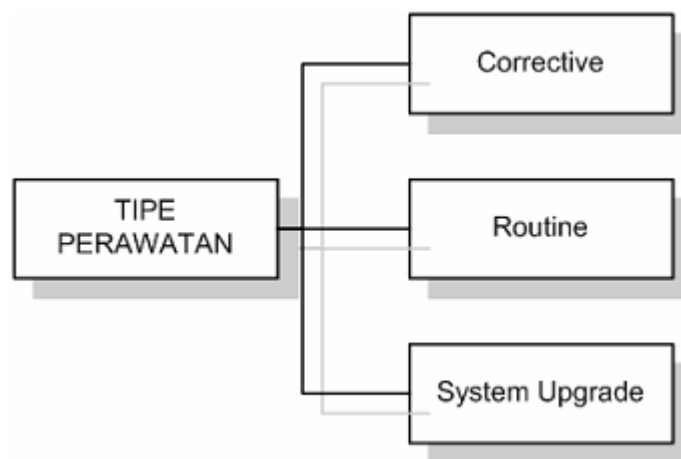 Corrective
TIPE
PERAWATAN
Routine
System Upgrade